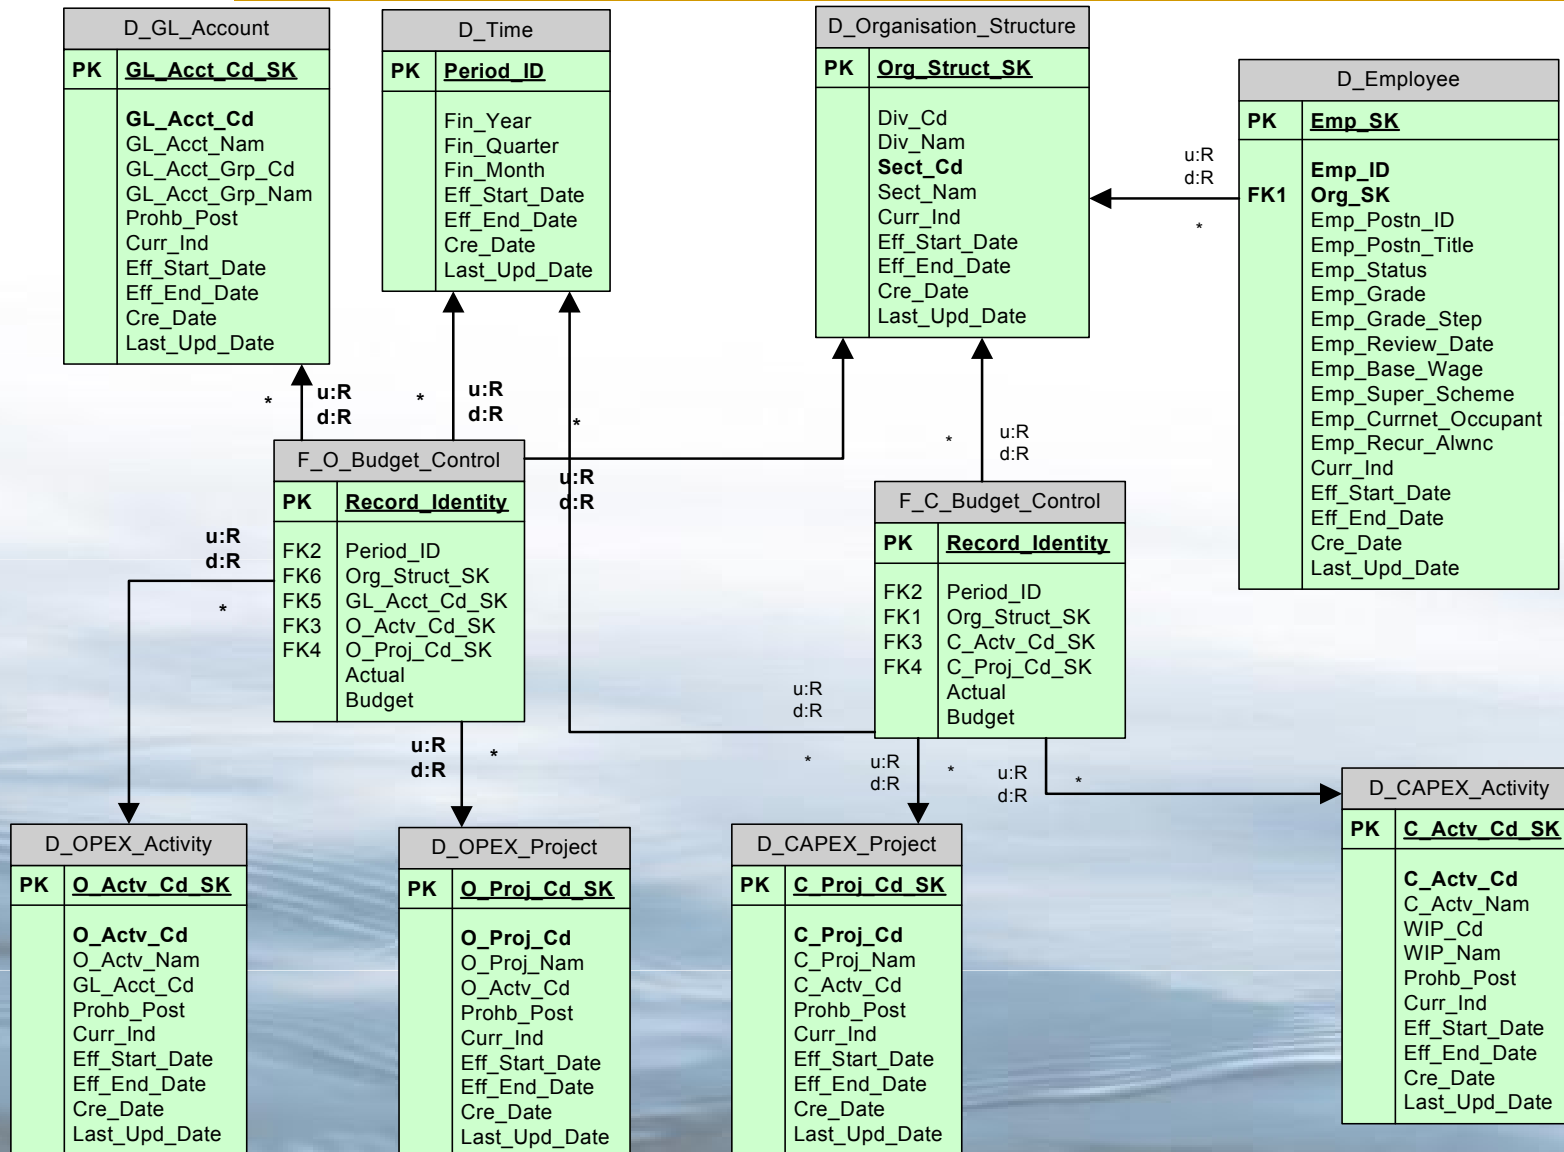 D_GL_Account
PK GL_Acct_Cd_SK
GL_Acct_Cd
GL_Acct_Nam
GL_Acct_Grp_Cd
GL_Acct_Grp_Nam
Prohb_Post
Curr_Ind
Eff_Start_Date
Eff_End_Date
Cre_Date
Last_Upd_Date
D_Time
PK Period_ID
Fin_Year
Fin_Quarter
Fin_Month
Eff_Start_Date
Eff_End_Date
Cre_Date
Last_Upd_Date
D_Organisation_Structure
PK Org_Struct_SK
Div_Cd
Div_Nam
Sect_Cd
Sect_Nam
Curr_Ind
Eff_Start_Date
Eff_End_Date
Cre_Date
Last_Upd_Date
u:R
d:R
*
D_Employee
PK Emp_SK
Emp_ID
FK1 Org_SK
Emp_Postn_ID
Emp_Postn_Title
Emp_Status
Emp_Grade
Emp_Grade_Step
Emp_Review_Date
Emp_Base_Wage
Emp_Super_Scheme
Emp_Currnet_Occupant
Emp_Recur_Alwnc
Curr_Ind
Eff_Start_Date
Eff_End_Date
Cre_Date
Last_Upd_Date
* u:R
d:R
* u:R
d:R
*
u:R
d:R
* u:R
d:R
F_O_Budget_Control
PK Record_Identity
FK2 Period_ID
FK6 Org_Struct_SK
FK5 GL_Acct_Cd_SK
FK3 O_Actv_Cd_SK
FK4 O_Proj_Cd_SK
Actual
Budget
u:R
d:R
*
u:R *
d:R
F_C_Budget_Control
PK Record_Identity
FK2 Period_ID
FK1 Org_Struct_SK
FK3 C_Actv_Cd_SK
FK4 C_Proj_Cd_SK
Actual
Budget
u:R
d:R
*
u:R *
d:R
u:R *
d:R
D_OPEX_Activity
PK O_Actv_Cd_SK
O_Actv_Cd
O_Actv_Nam
GL_Acct_Cd
Prohb_Post
Curr_Ind
Eff_Start_Date
Eff_End_Date
Cre_Date
Last_Upd_Date
D_OPEX_Project
PK O_Proj_Cd_SK
O_Proj_Cd
O_Proj_Nam
O_Actv_Cd
Prohb_Post
Curr_Ind
Eff_Start_Date
Eff_End_Date
Cre_Date
Last_Upd_Date
D_CAPEX_Project
PK C_Proj_Cd_SK
C_Proj_Cd
C_Proj_Nam
C_Actv_Cd
Prohb_Post
Curr_Ind
Eff_Start_Date
Eff_End_Date
Cre_Date
Last_Upd_Date
D_CAPEX_Activity
PK C_Actv_Cd_SK
C_Actv_Cd
C_Actv_Nam
WIP_Cd
WIP_Nam
Prohb_Post
Curr_Ind
Eff_Start_Date
Eff_End_Date
Cre_Date
Last_Upd_Date